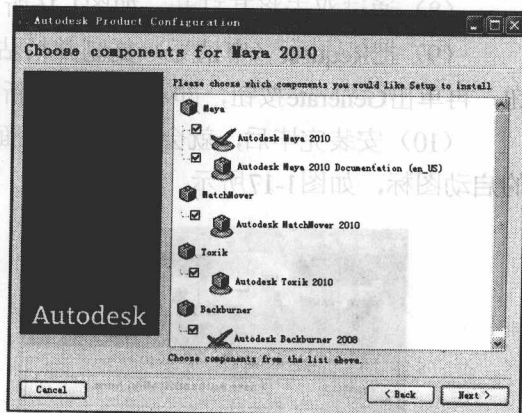 Autodesk Product Configuration
Choose components for Maya 2010
Please choose which components you would like Setup to install
Maya
Autodesk Maya 2010
Autodesk Maya 2010 Documentation (en_US)
MatchMover
Autodesk MatchMover 2010
Toxik
Autodesk Toxik 2010
Backburner
Autodesk Backburner 2008
Choose components from the list above.
Autodesk
Cancel
< Back
Next >